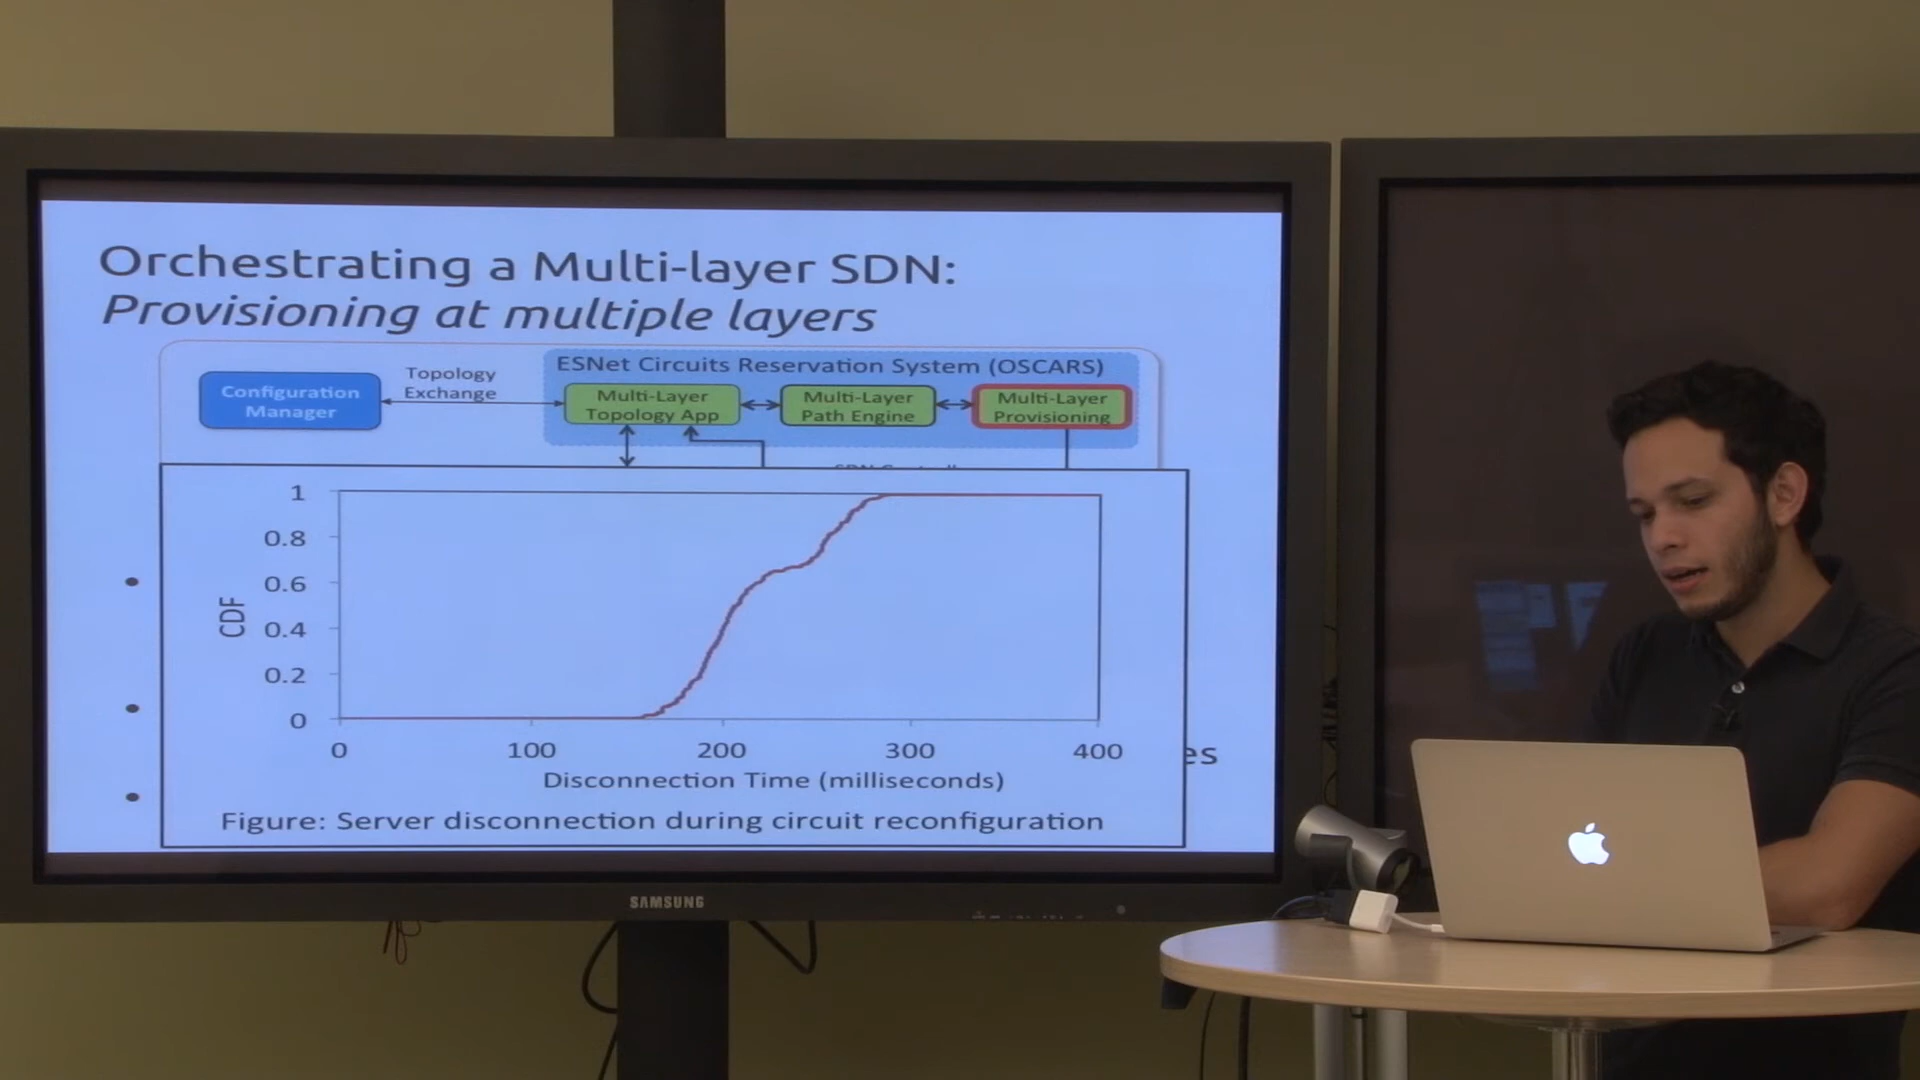 Orchestrating a Multi-layer SDN:
Provisioning at multiple layers
ESNet Circuits Reservation System (OSCARS)
Configuration
Manager
Topology
Exchange
Multi-Layer
Topology App
Multi-Layer
Path Engine
Multi-Layer
Provisioning
1
0.8
0.6
0.4
0.2
0
CDF
0 100 200 300 400
Disconnection Time (milliseconds)
Figure: Server disconnection during circuit reconfiguration
es
SAMSUNG